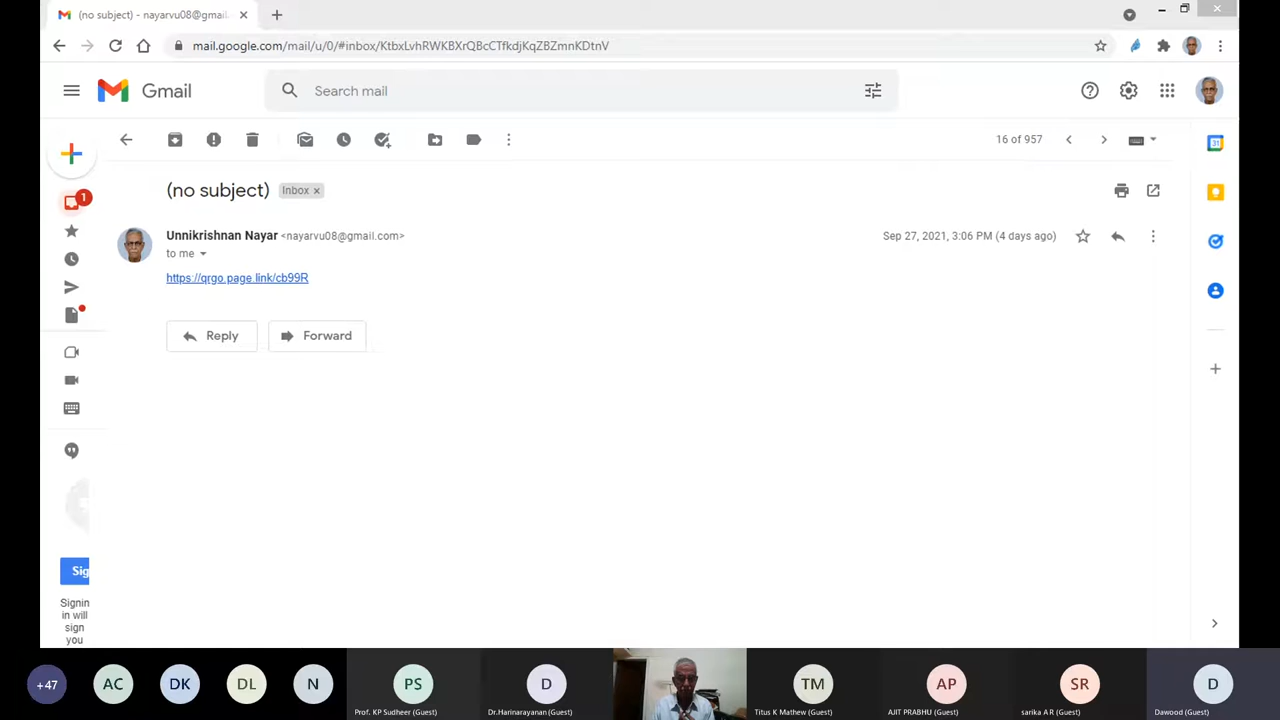 (no subject) - nayarvu08@gmail.
mail.google.com/mail/u/0/#inbox/KtbxLvhRWKBXrQBcCTfkdjKqZBZmnKDtnV
Gmail
Search mail
16 of 957
31
1
(no subject)
Inbox ×
Unnikrishnan Nayar <nayarvu08@gmail.com>
Sep 27, 2021, 3:06 PM (4 days ago)
to me
https://qrgo.page.link/cb99R
Reply
Forward
Sig
Signin
in will
sign
you
+47
AC
DK
DL
N
PS
D
TM
AP
SR
D
Prof. KP Sudheer (Guest)
Dr.Harinarayanan (Guest)
Titus K Mathew (Guest)
AJIT PRABHU (Guest)
sarika A R (Guest)
Dawood (Guest)